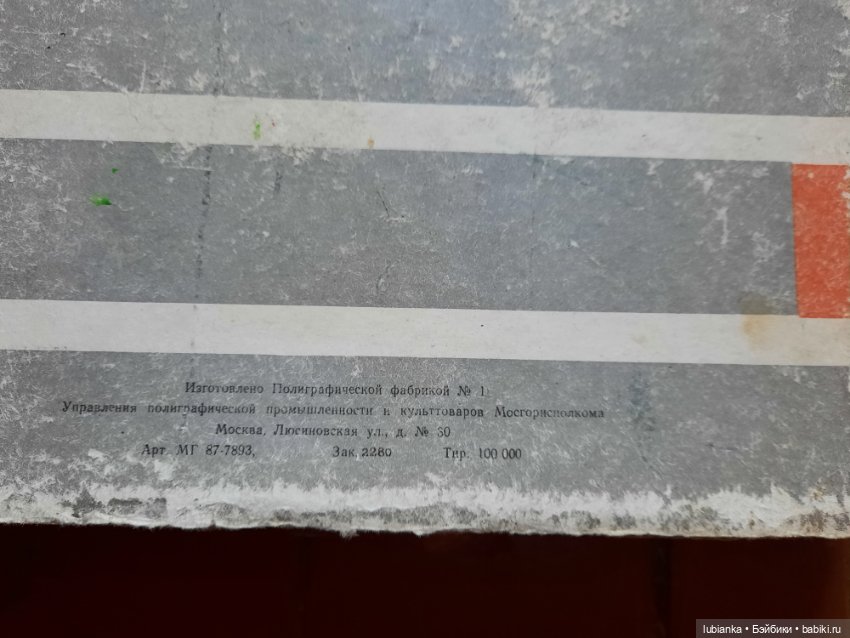 Изготовлено Полиграфической фабрикой № 1
Управления полиграфической промышленности и культтоваров Мосгорисполкома
Москва, Люсиновская ул., д. № 30
Арт. МГ 87-7893, Зак. 2280 Тир. 100 000
lubianka • Бэйбики • babiki.ru